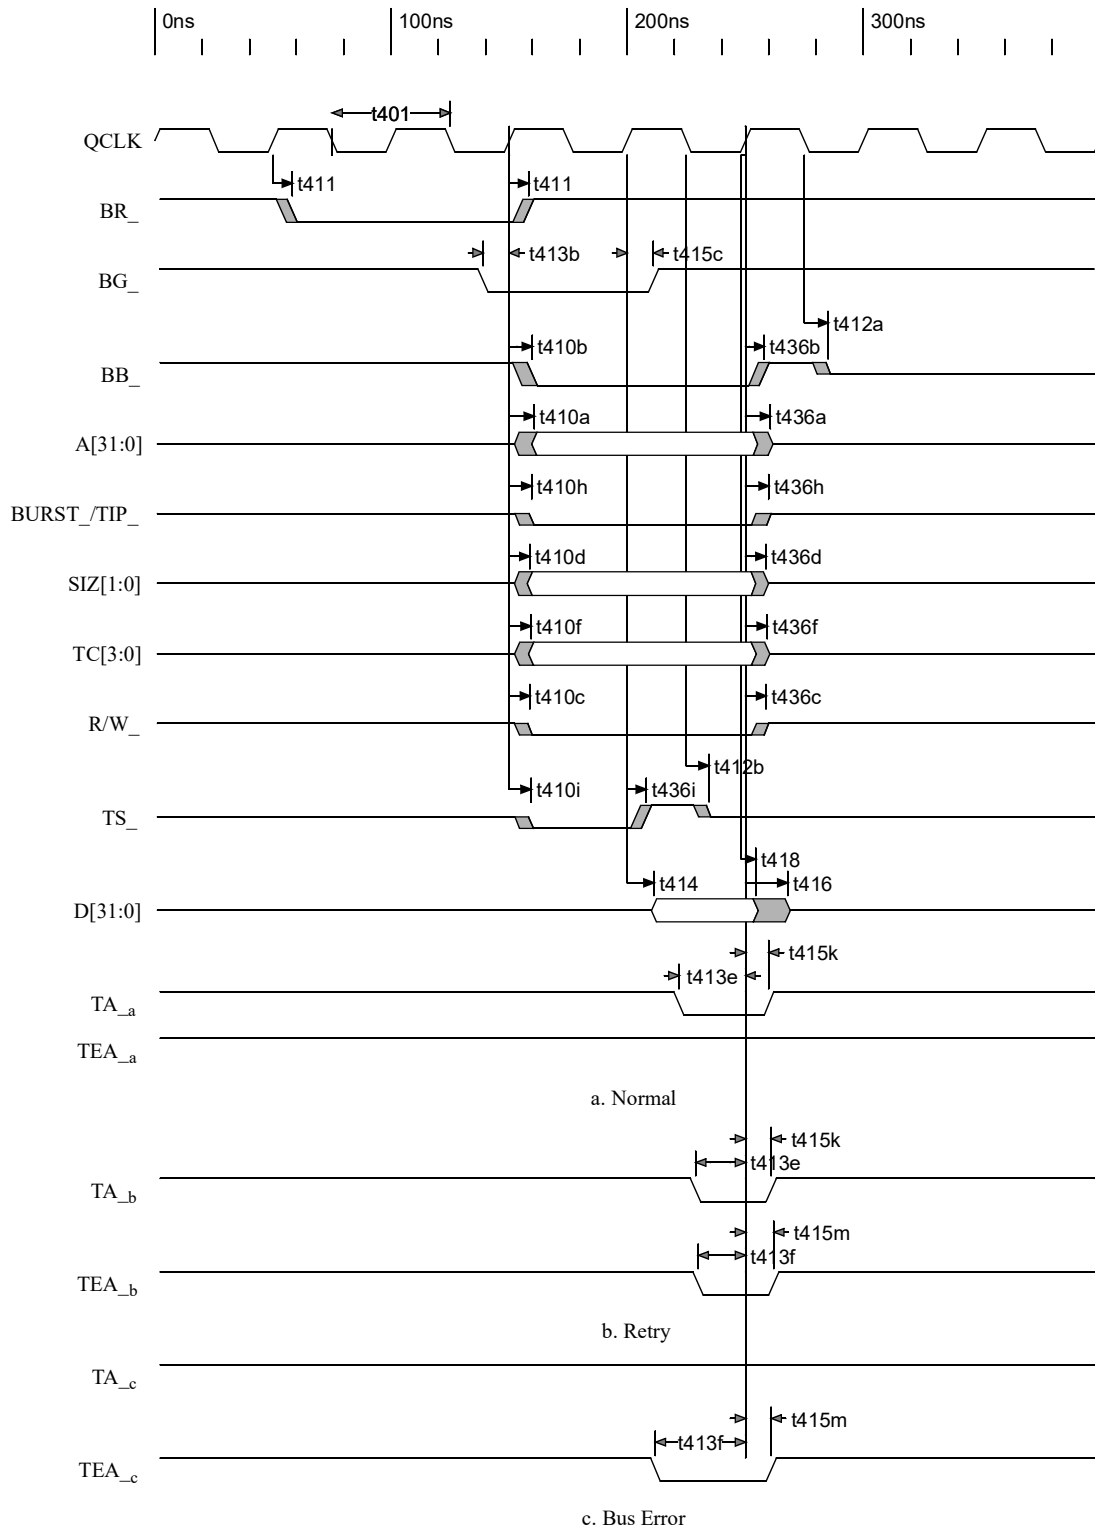 0ns 100ns 200ns 300ns
t401
QCLK
t411 t411
BR_
t413b t415c
BG_
t412a
t410b t436b
BB_
t410a t436a
A[31:0]
t410h t436h
BURST_/TIP_
t410d t436d
SIZ[1:0]
t410f t436f
TC[3:0]
t410c t436c
R/W_
t412b
t410i t436i
TS_
t418
t414 t416
D[31:0]
t415k
t413e
TA_a
TEA_a
a. Normal
t415k
t413e
TA_b
t415m
t413f
TEA_b
b. Retry
TA_c
t415m
t413f
TEA_c
c. Bus Error